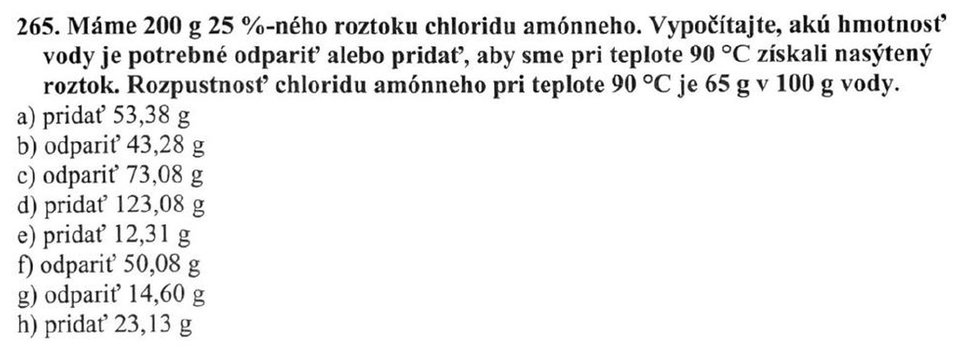 265. Máme 200 g 25 %-ného roztoku chloridu amónneho. Vypočítajte, akú hmotnosť
vody je potrebné odpariť alebo pridať, aby sme pri teplote 90 °C získali nasýtený
roztok. Rozpustnosť chloridu amónneho pri teplote 90 °C je 65 g v 100 g vody.
a) pridať 53,38 g
b) odpariť 43,28 g
c) odpariť 73,08 g
d) pridať 123,08 g
e) pridať 12,31 g
f) odpariť 50,08 g
g) odpariť 14,60 g
h) pridať 23,13 g